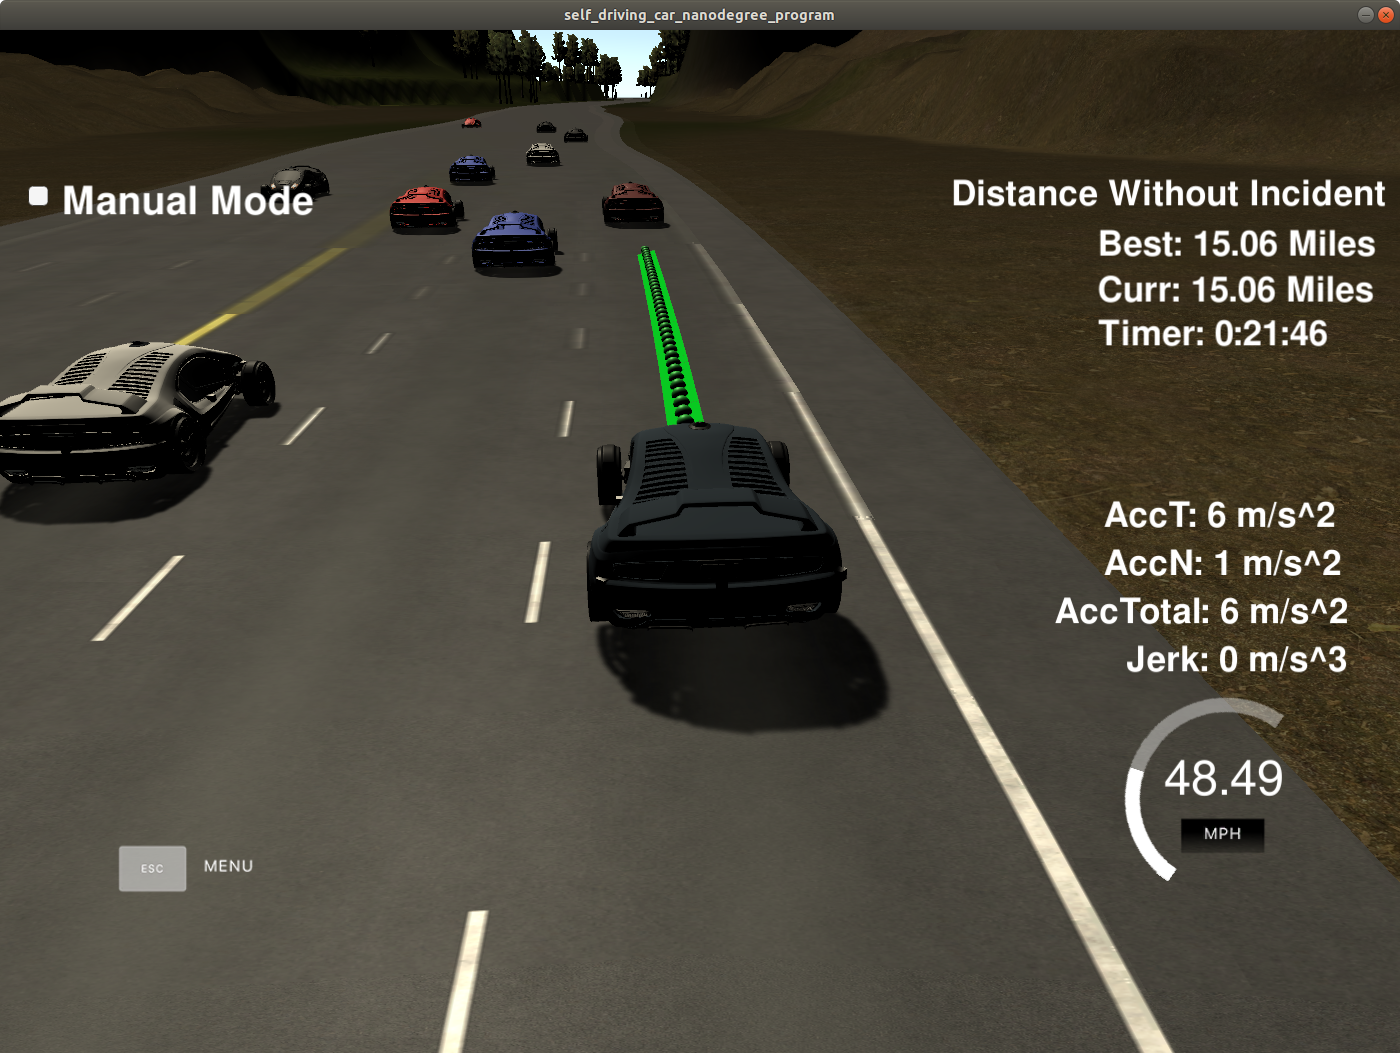 self_driving_car_nanodegree_program
Manual Mode
Distance Without Incident
Best: 15.06 Miles
Curr: 15.06 Miles
Timer: 0:21:46
AccT: 6 m/s^2
AccN: 1 m/s^2
AccTotal: 6 m/s^2
Jerk: 0 m/s^3
48.49
MPH
ESC MENU